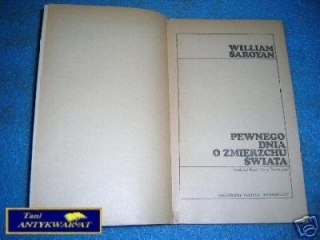 WILLIAM
SAROYAN
PEWNEGO
DNIA
O ZMIERZCHU
ŚWIATA
Tani
ANTYKWARIAT